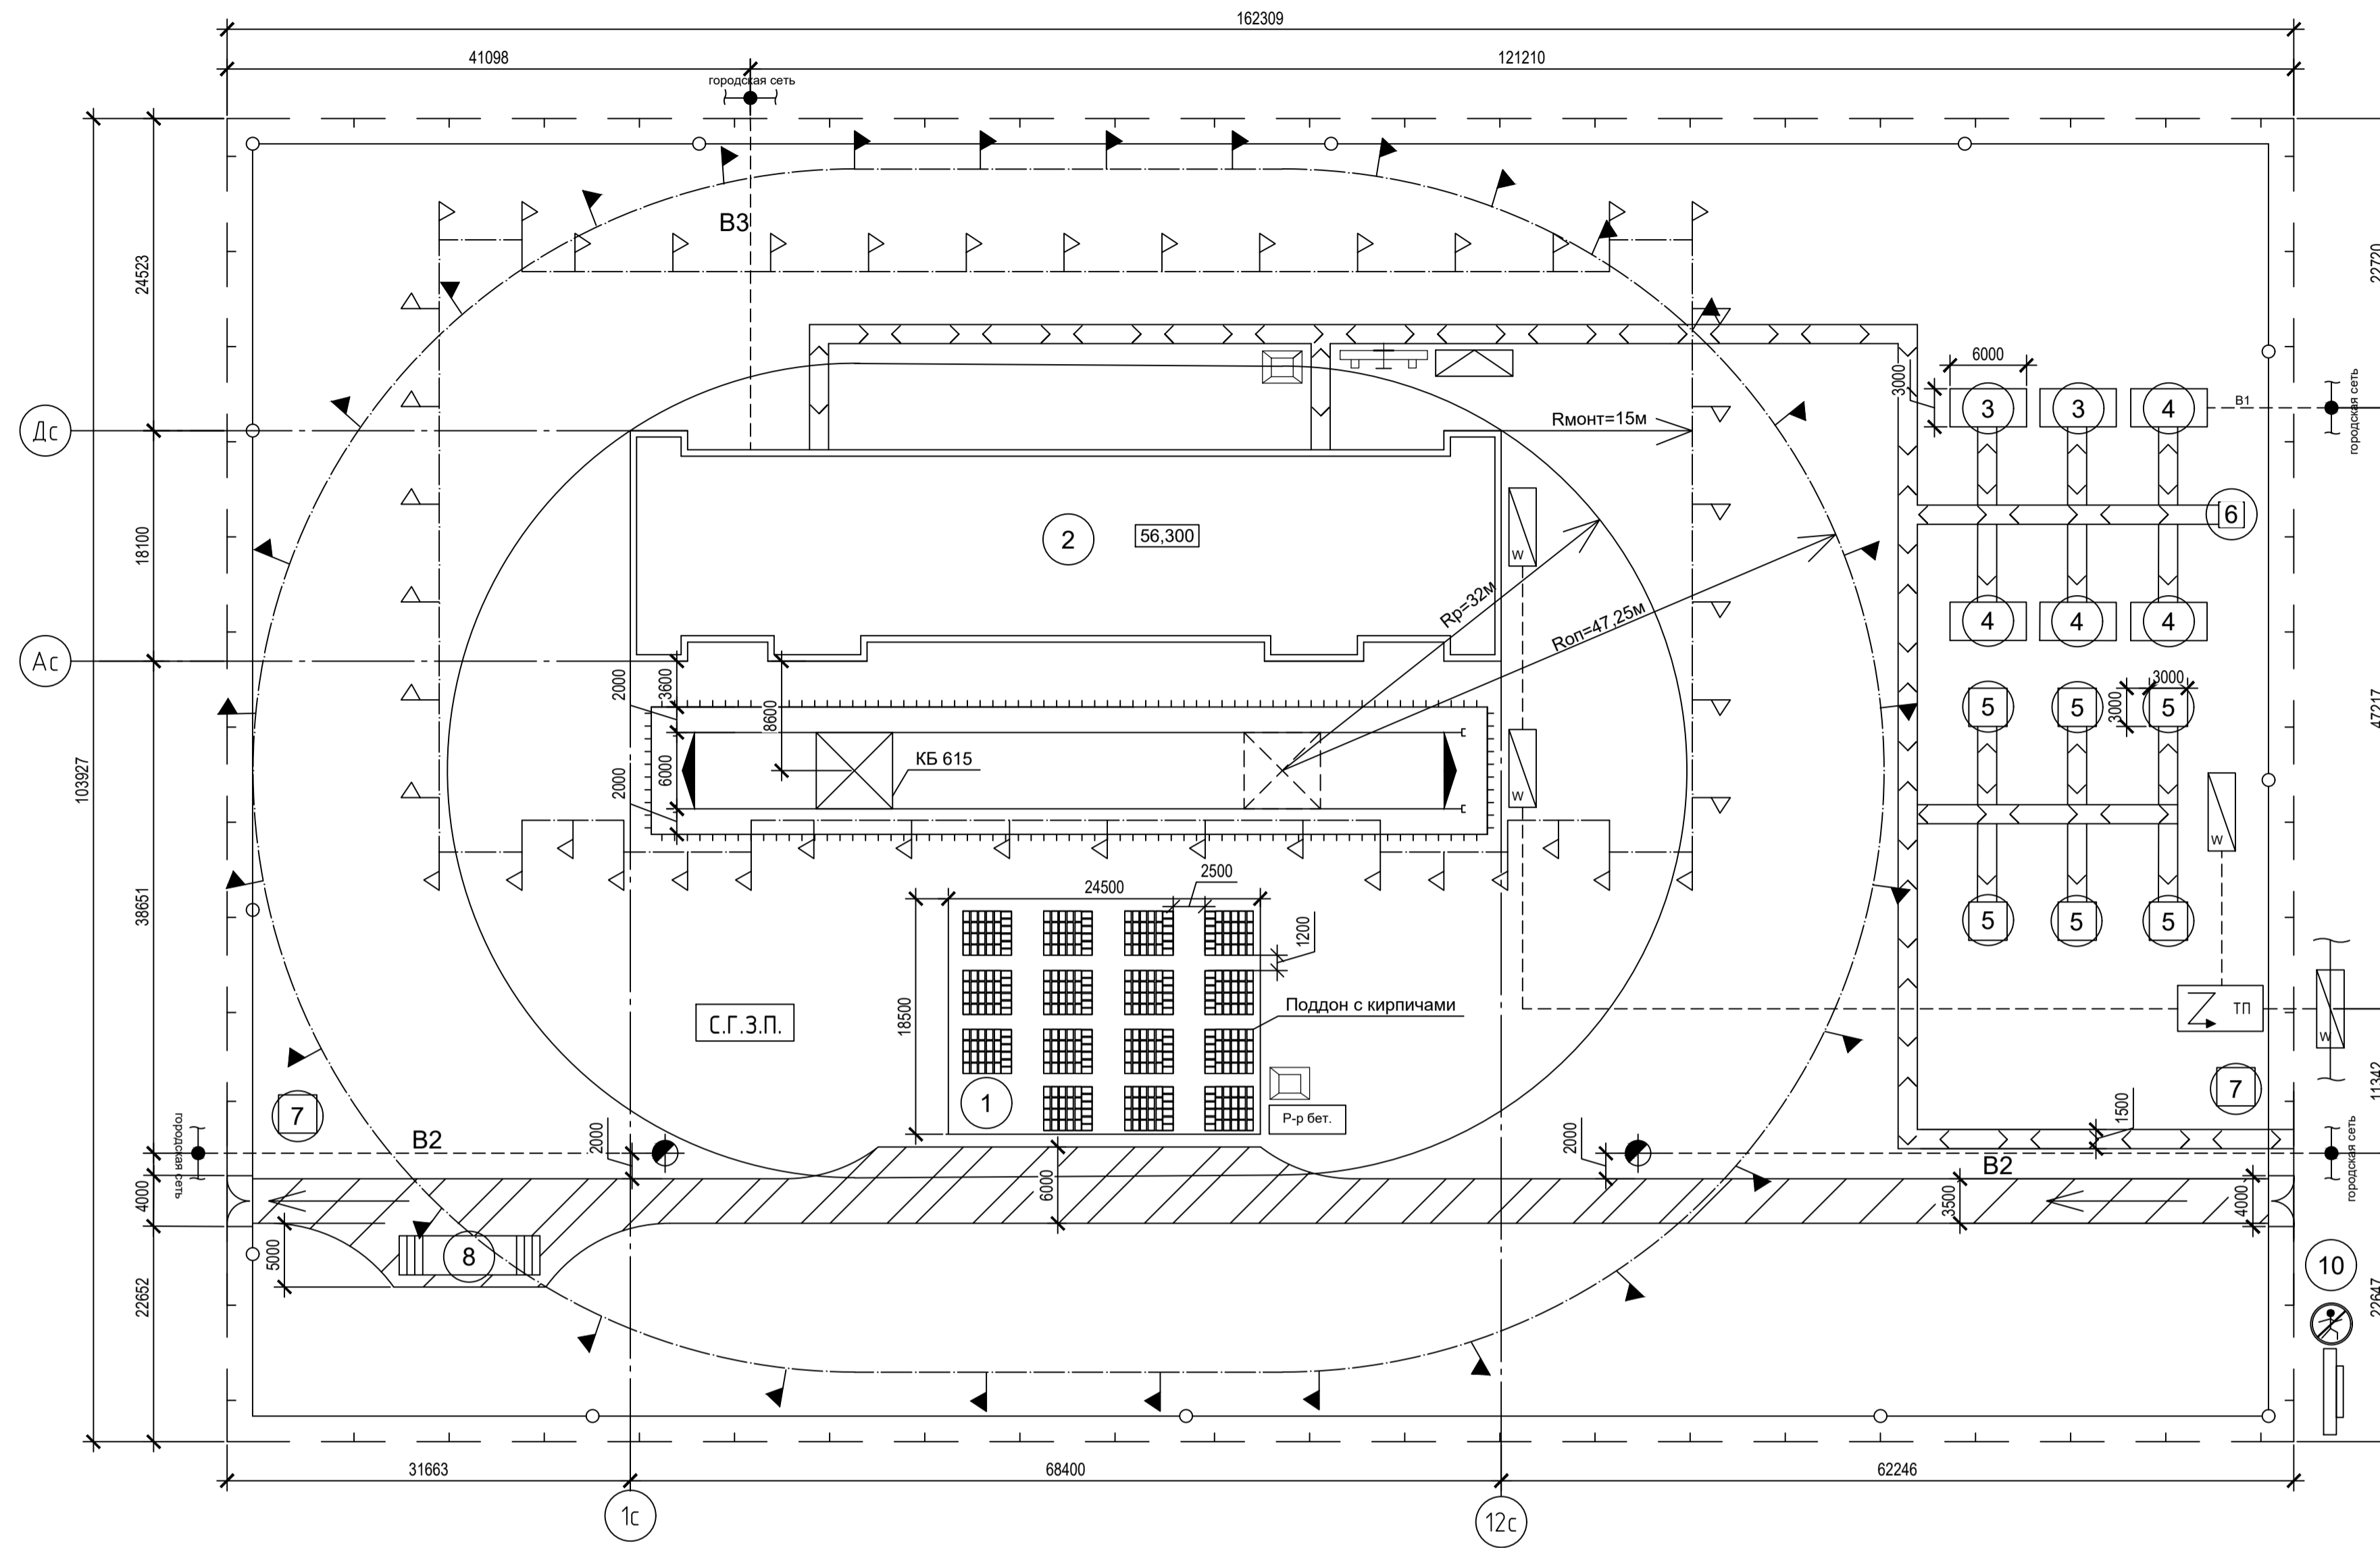 162309
41098
121210
городская сеть
24523
22720
В3
6000
3000
3
3
4
В1
городская сеть
Дс
Rмонт=15м
18100
2
56,300
W
6
Rр=32м
Rоп=47,25м
4
4
4
Ас
2000
3600
8600
3000
3000
5
5
5
47217
103927
2000
6000
КБ 615
W
W
38651
24500
2500
1200
5
5
5
18500
С.Г.З.П.
Поддон с кирпичами
ТП
W
7
1
Р-р бет.
7
11342
1500
городская сеть
В2
2000
2000
В2
городская сеть
4000
6000
3500
4000
5000
8
10
22652
22647
31663
68400
62246
1с
12с